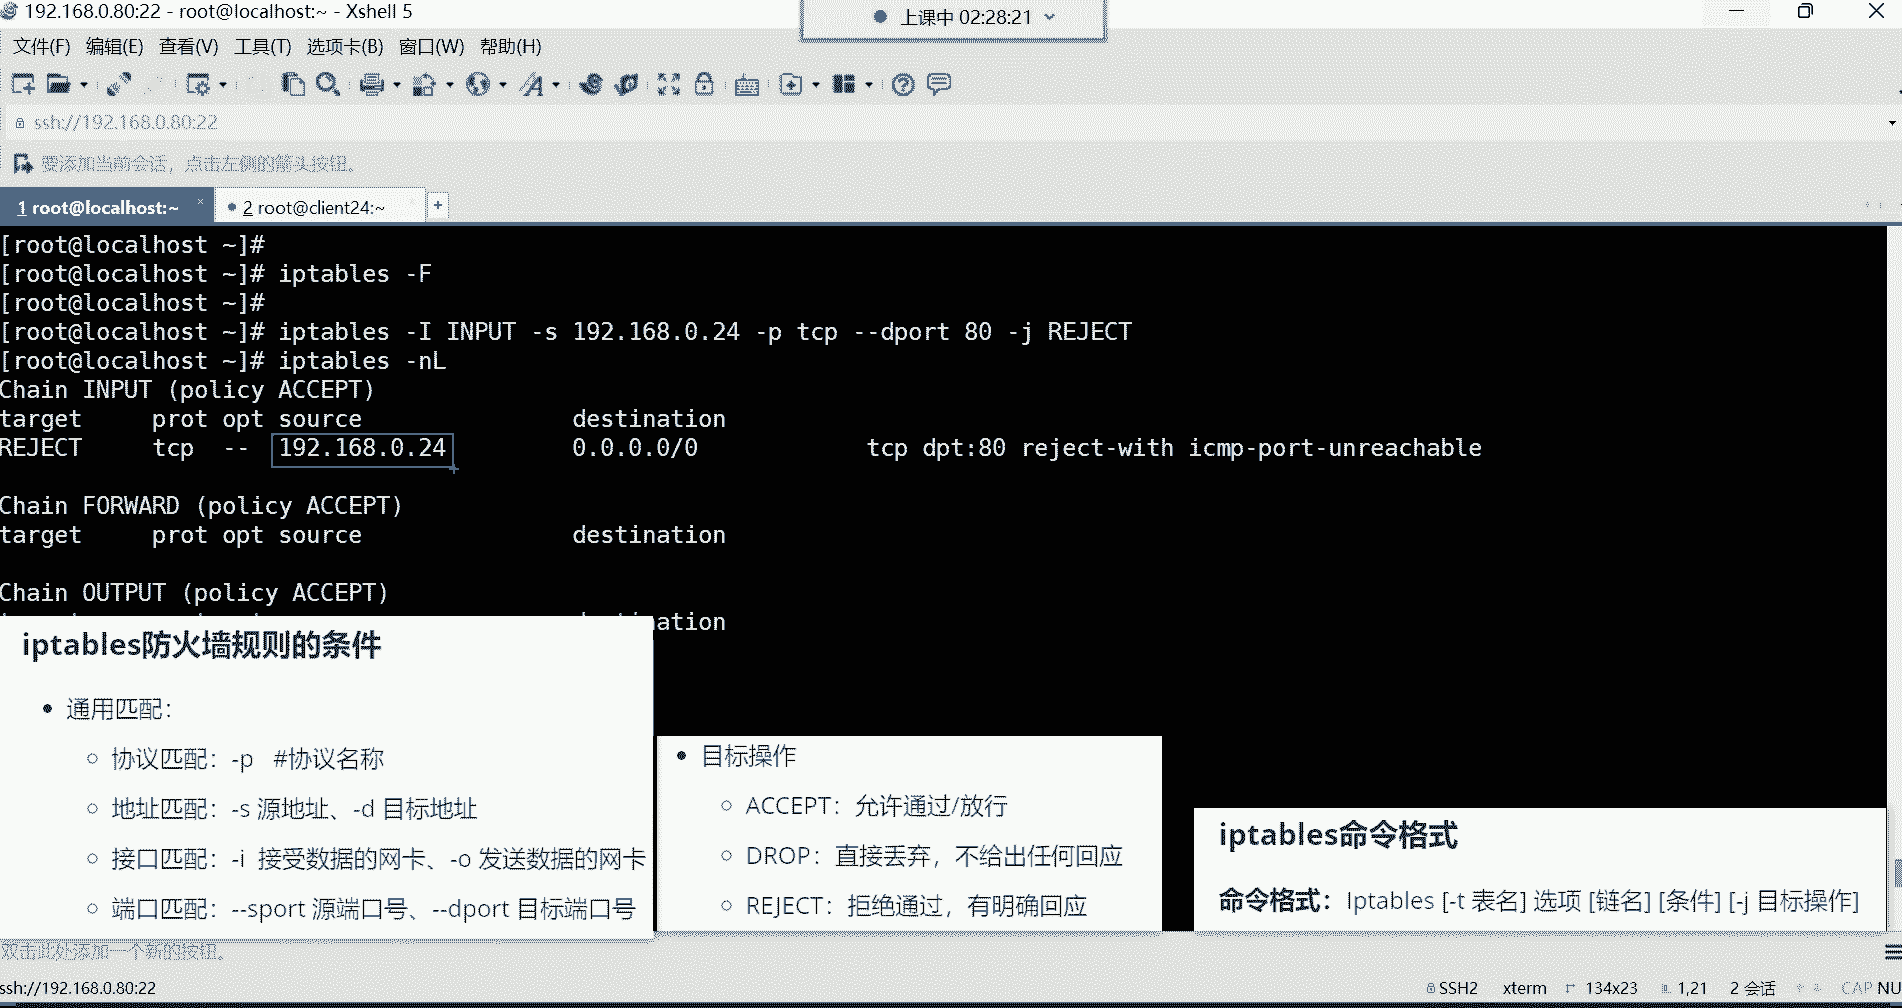 192.168.0.80:22 - root@localhost:~ - Xshell 5
上课中 02:28:21
文件(F) 编辑(E) 查看(V) 工具(T) 选项卡(B) 窗口(W) 帮助(H)
ssh://192.168.0.80:22
要添加当前会话，点击左侧的箭头按钮。
1 root@localhost:~ × 2 root@client24:~ +
[root@localhost ~]#
[root@localhost ~]# iptables -F
[root@localhost ~]#
[root@localhost ~]# iptables -I INPUT -s 192.168.0.24 -p tcp --dport 80 -j REJECT
[root@localhost ~]# iptables -nL
Chain INPUT (policy ACCEPT)
target prot opt source destination
REJECT tcp -- 192.168.0.24 0.0.0.0/0 tcp dpt:80 reject-with icmp-port-unreachable
Chain FORWARD (policy ACCEPT)
target prot opt source destination
Chain OUTPUT (policy ACCEPT)
iptables防火墙规则的条件
• 通用匹配：
○ 协议匹配：-p #协议名称
○ 地址匹配：-s 源地址、-d 目标地址
○ 接口匹配：-i 接受数据的网卡、-o 发送数据的网卡
○ 端口匹配：--sport 源端口号、--dport 目标端口号
• 目标操作
○ ACCEPT：允许通过/放行
○ DROP：直接丢弃，不给出任何回应
○ REJECT：拒绝通过，有明确回应
iptables命令格式
命令格式：Iptables [-t 表名] 选项 [链名] [条件] [-j 目标操作]
双击此处添加一个新的按钮。
ssh://192.168.0.80:22 SSH2 xterm 134x23 1,21 2 会话 CAP NU